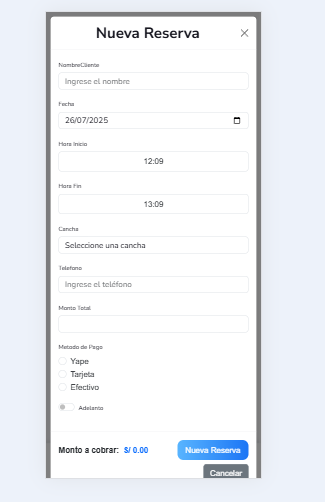 Nueva Reserva
NombreCliente
Ingrese el nombre
Fecha
26/07/2025
Hora Inicio
12:09
Hora Fin
13:09
Cancha
Seleccione una cancha
Telefono
Ingrese el teléfono
Monto Total
Metodo de Pago
Yape
Tarjeta
Efectivo
Adelanto
Monto a cobrar: S/ 0.00 Nueva Reserva
Cancelar